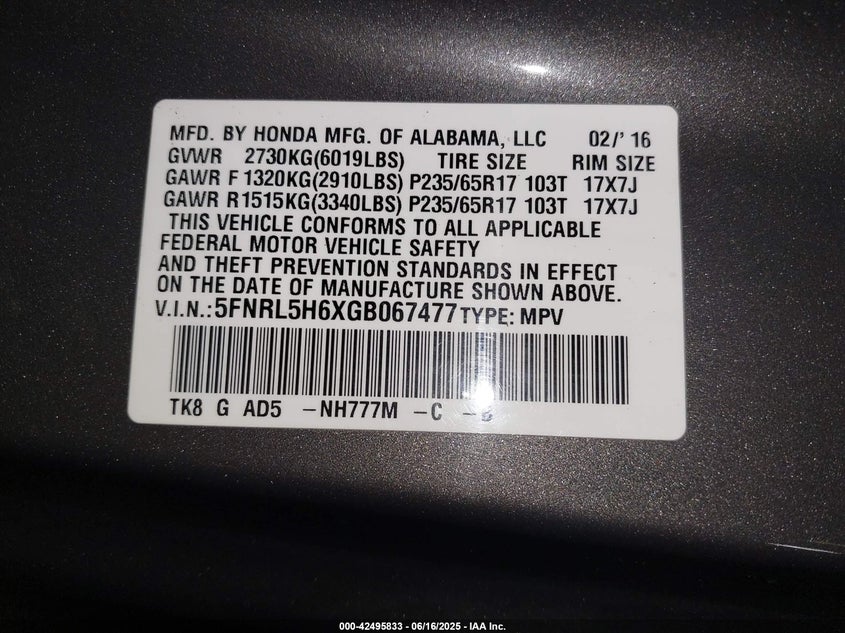 MFD. BY HONDA MFG. OF ALABAMA, LLC 02/' 16
GVWR 2730KG(6019LBS) TIRE SIZE RIM SIZE
GAWR F 1320KG(2910LBS) P235/65R17 103T 17X7J
GAWR R 1515KG(3340LBS) P235/65R17 103T 17X7J
THIS VEHICLE CONFORMS TO ALL APPLICABLE
FEDERAL MOTOR VEHICLE SAFETY
AND THEFT PREVENTION STANDARDS IN EFFECT
ON THE DATE OF MANUFACTURE SHOWN ABOVE.
V.I.N.: 5FNRL5H6XGB067477 TYPE: MPV
TK8 G AD5 -NH777M -C -
000-42495833 - 06/16/2025 - IAA Inc.